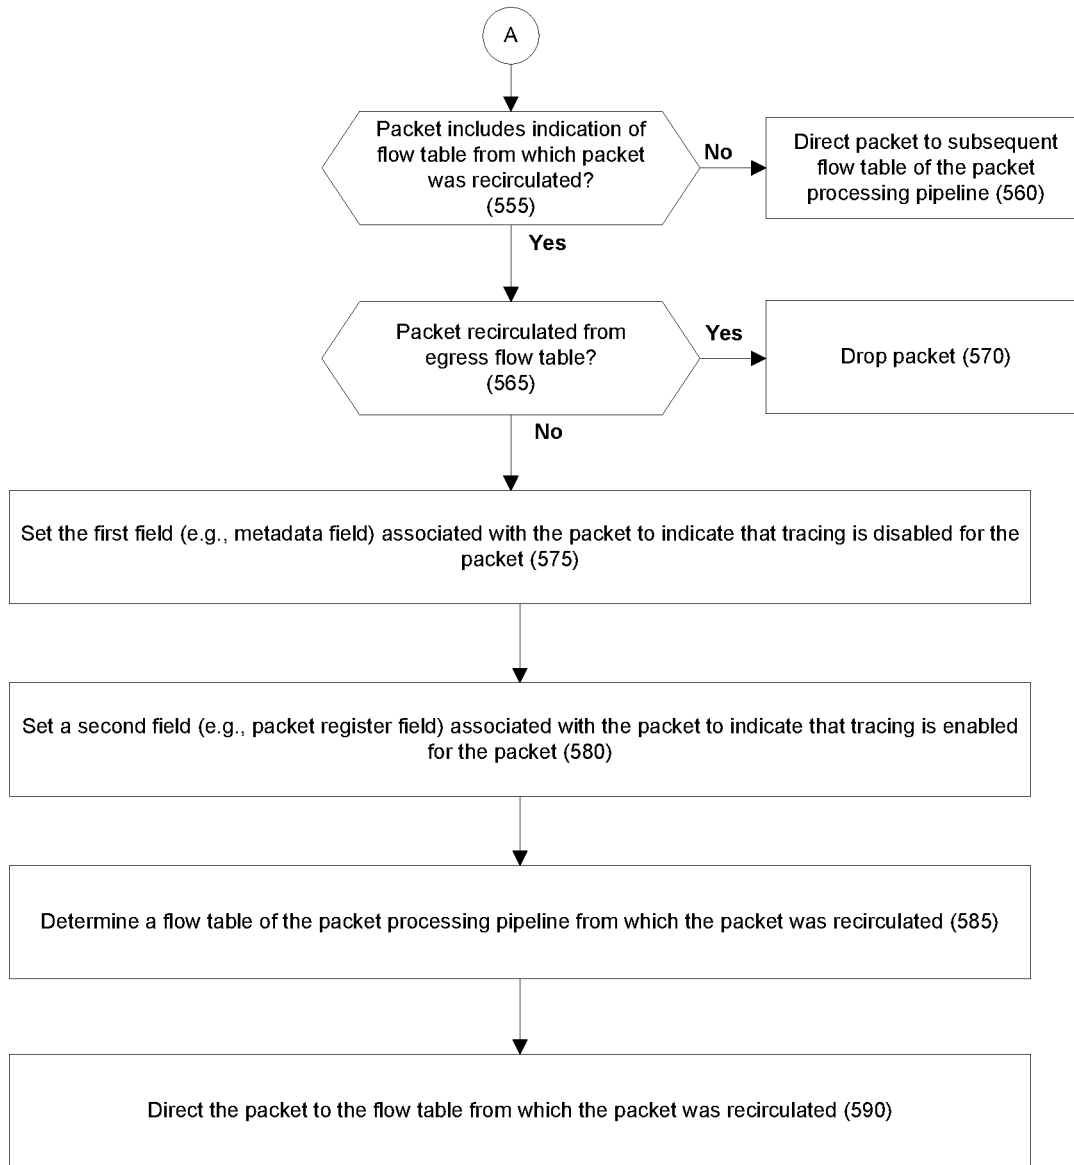 A
Packet includes indication of
flow table from which packet
was recirculated?
(555)
No
Direct packet to subsequent
flow table of the packet
processing pipeline (560)
Yes
Packet recirculated from
egress flow table?
(565)
Yes
Drop packet (570)
No
Set the first field (e.g., metadata field) associated with the packet to indicate that tracing is disabled for the
packet (575)
Set a second field (e.g., packet register field) associated with the packet to indicate that tracing is enabled
for the packet (580)
Determine a flow table of the packet processing pipeline from which the packet was recirculated (585)
Direct the packet to the flow table from which the packet was recirculated (590)